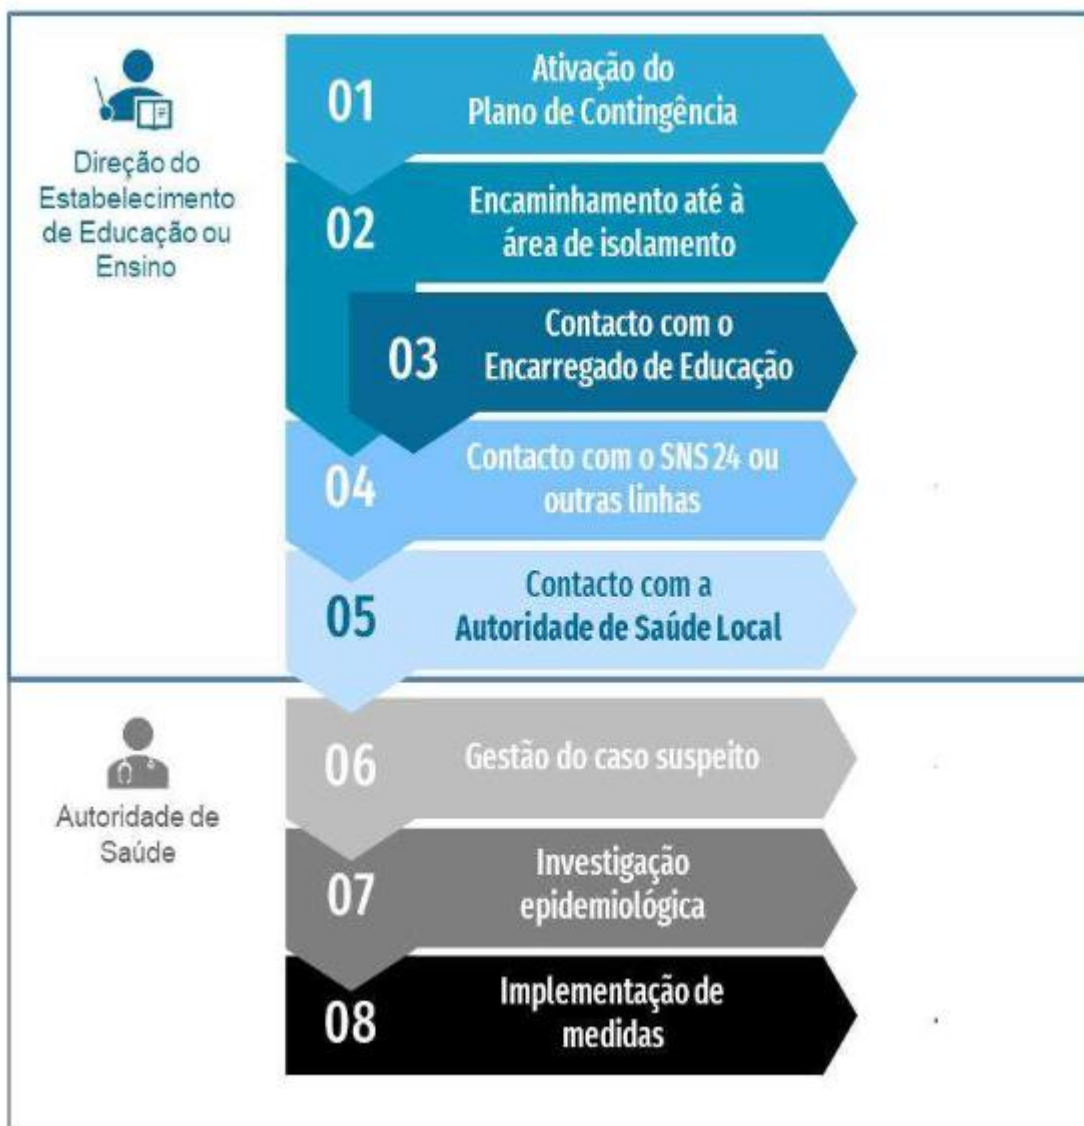 Direção do
Estabelecimento
de Educação ou
Ensino
01
Ativação do
Plano de Contingência
02
Encaminhamento até à
área de isolamento
03
Contacto com o
Encarregado de Educação
04
Contacto com o SNS 24 ou
outras linhas
05
Contacto com a
Autoridade de Saúde Local
Autoridade de
Saúde
06
Gestão do caso suspeito
07
Investigação
epidemiológica
08
Implementação de
medidas